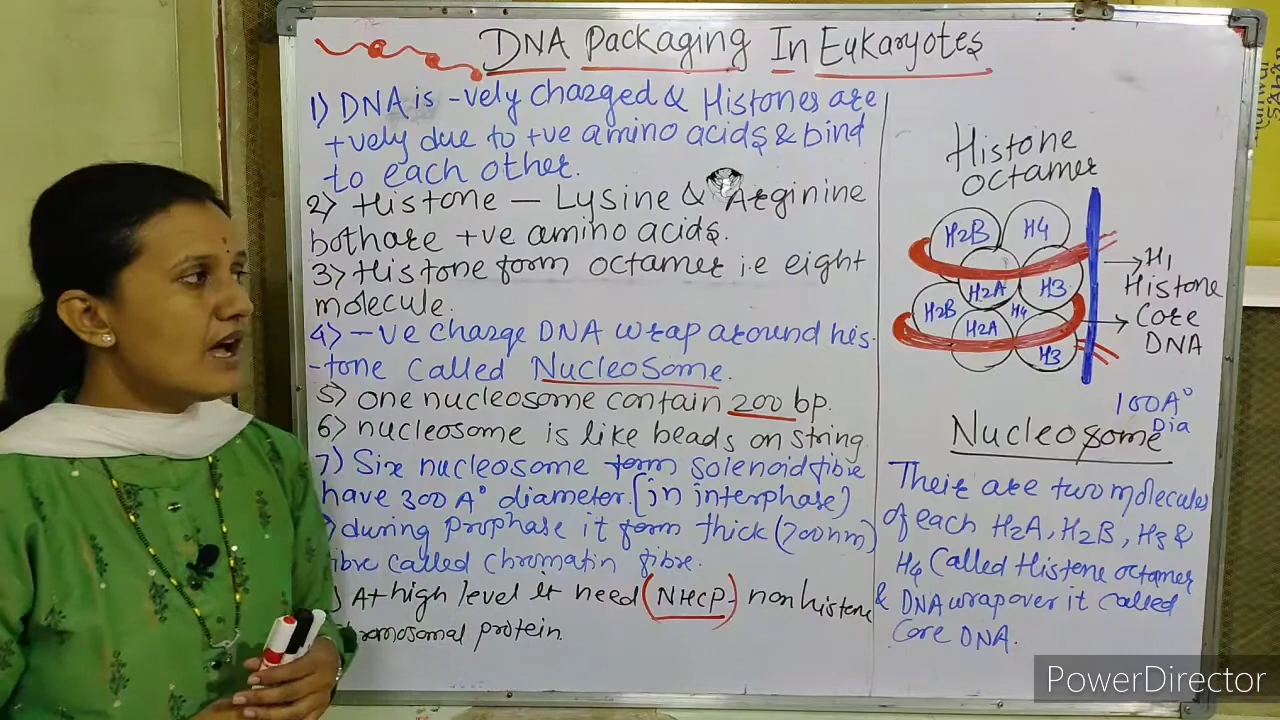 DNA Packaging In Eukaryotes
1) DNA is -vely charged & Histones are
+vely due to +ve amino acids & bind
to each other.
2) Histone — Lysine & Arginine
both are +ve amino acids.
3) Histone form octamer i.e eight
molecule.
4) -ve charge DNA wrap around his-
-tone called Nucleosome.
5) one nucleosome contain 200 bp.
6) nucleosome is like beads on string
7) Six nucleosome form solenoid fibre
have 300 A° diameter. [in interphase)
) during prophase it form thick (200nm)
ibre called chromatin fibre.
) At high level it need (NHCP) non histone
hromosomal protein.
Histone
Octamer
H2B H4
H2A H3
H2B H4
H2A
H3
H1
Histone
Core
DNA
100A°
Dia
Nucleosome
Their are two molecules
of each H2A, H2B, H3 &
H4 Called Histene octamer
& DNA wrap over it called
Core DNA.
PowerDirector